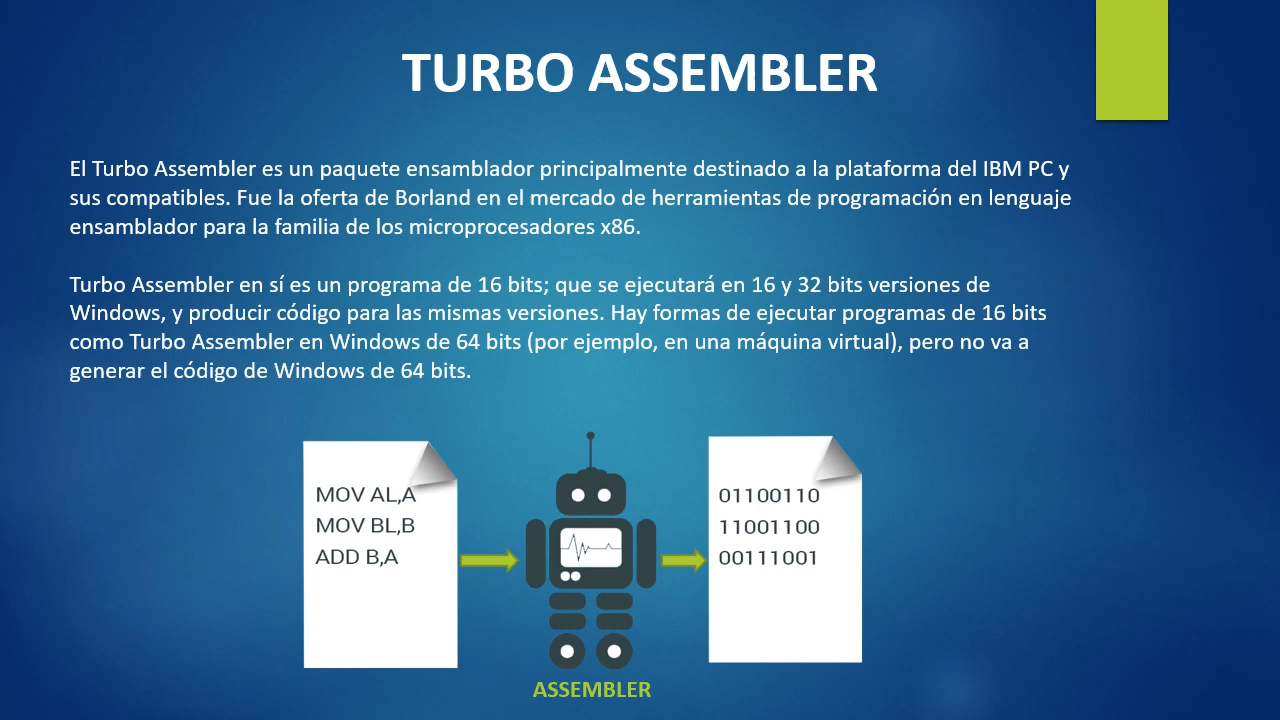 TURBO ASSEMBLER
El Turbo Assembler es un paquete ensamblador principalmente destinado a la plataforma del IBM PC y
sus compatibles. Fue la oferta de Borland en el mercado de herramientas de programación en lenguaje
ensamblador para la familia de los microprocesadores x86.
Turbo Assembler en sí es un programa de 16 bits; que se ejecutará en 16 y 32 bits versiones de
Windows, y producir código para las mismas versiones. Hay formas de ejecutar programas de 16 bits
como Turbo Assembler en Windows de 64 bits (por ejemplo, en una máquina virtual), pero no va a
generar el código de Windows de 64 bits.
MOV AL,A
MOV BL,B
ADD B,A
01100110
11001100
00111001
ASSEMBLER